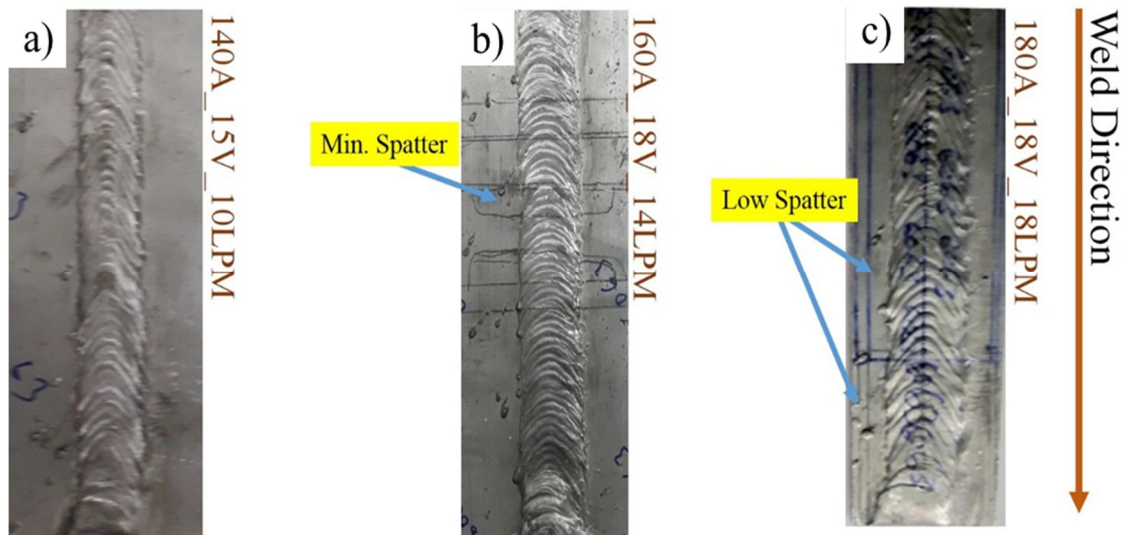 a)
140A_15V_10LPM
b)
Min. Spatter
160A_18V_14LPM
c)
Low Spatter
180A_18V_18LPM
Weld Direction